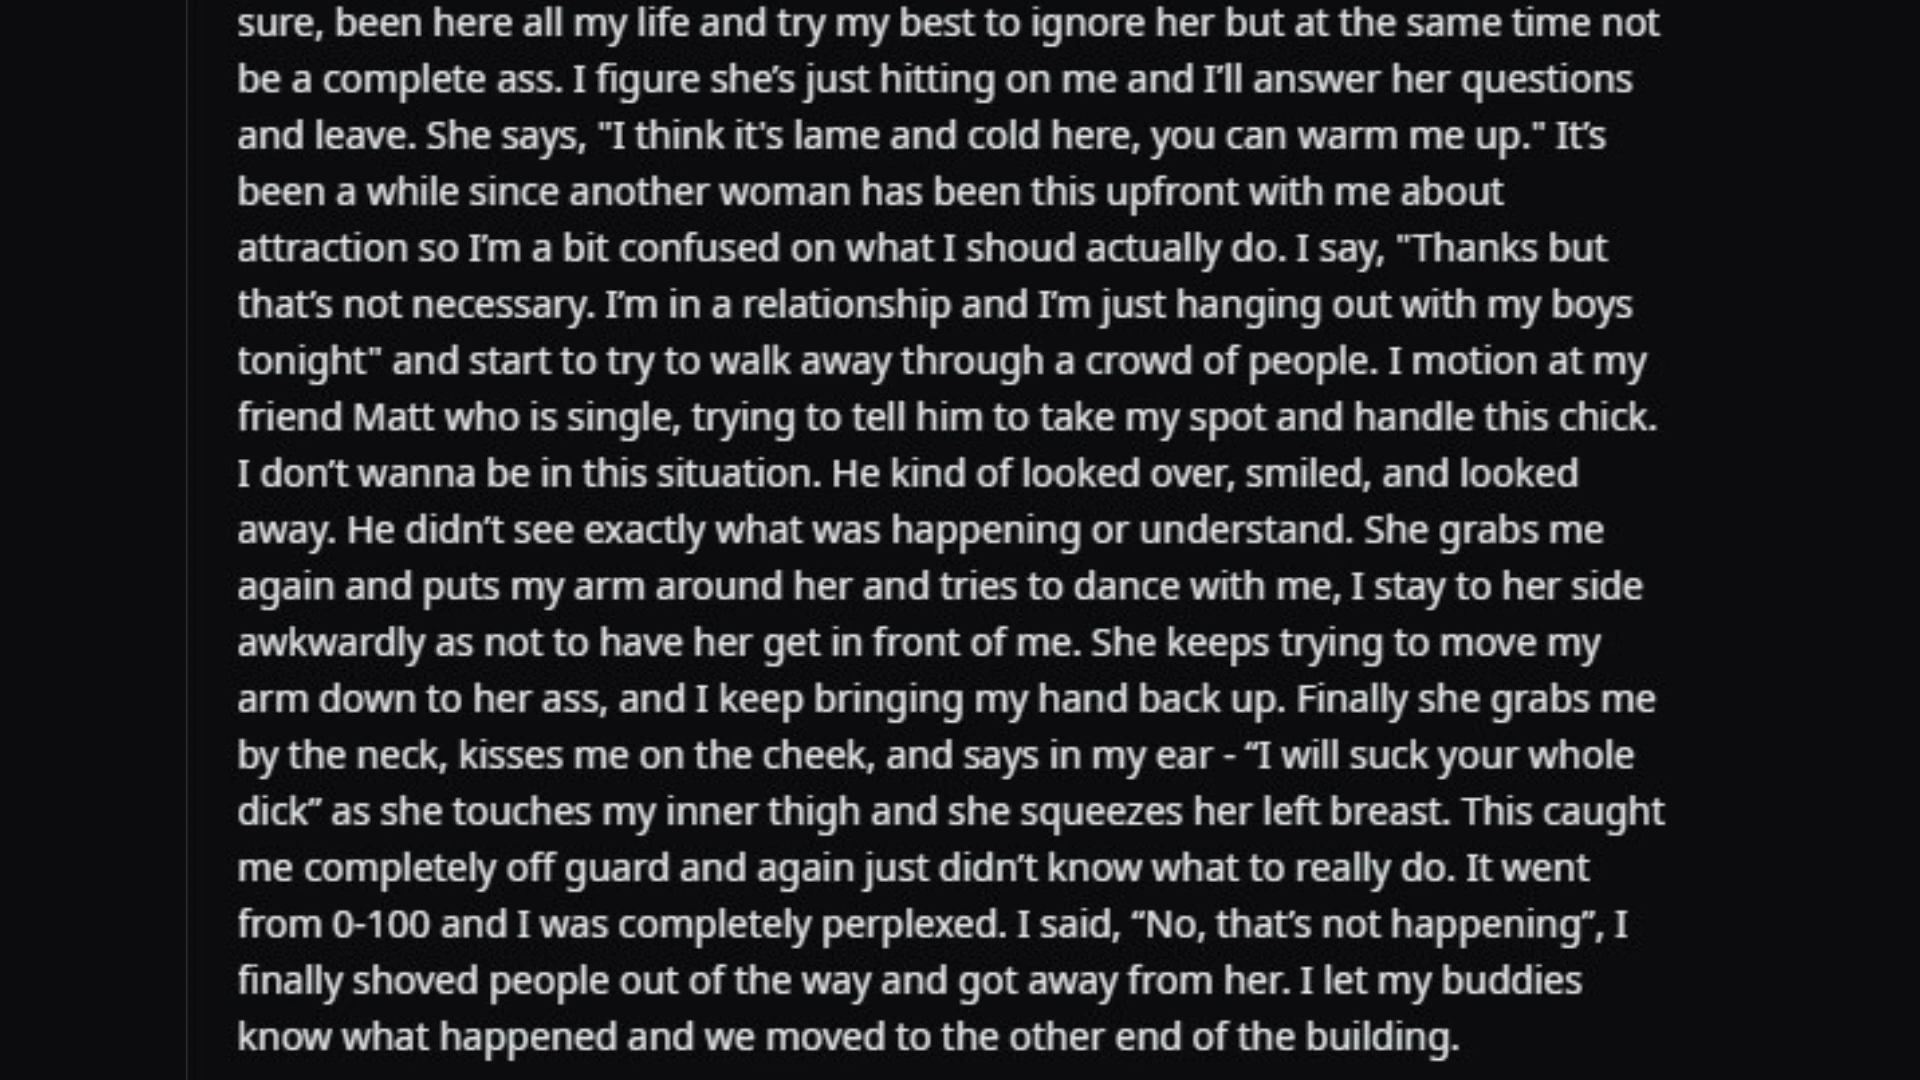 sure, been here all my life and try my best to ignore her but at the same time not
be a complete ass. I figure she’s just hitting on me and I’ll answer her questions
and leave. She says, "I think it's lame and cold here, you can warm me up." It’s
been a while since another woman has been this upfront with me about
attraction so I’m a bit confused on what I shoud actually do. I say, "Thanks but
that’s not necessary. I’m in a relationship and I’m just hanging out with my boys
tonight" and start to try to walk away through a crowd of people. I motion at my
friend Matt who is single, trying to tell him to take my spot and handle this chick.
I don’t wanna be in this situation. He kind of looked over, smiled, and looked
away. He didn’t see exactly what was happening or understand. She grabs me
again and puts my arm around her and tries to dance with me, I stay to her side
awkwardly as not to have her get in front of me. She keeps trying to move my
arm down to her ass, and I keep bringing my hand back up. Finally she grabs me
by the neck, kisses me on the cheek, and says in my ear - “I will suck your whole
dick” as she touches my inner thigh and she squeezes her left breast. This caught
me completely off guard and again just didn’t know what to really do. It went
from 0-100 and I was completely perplexed. I said, “No, that’s not happening”, I
finally shoved people out of the way and got away from her. I let my buddies
know what happened and we moved to the other end of the building.